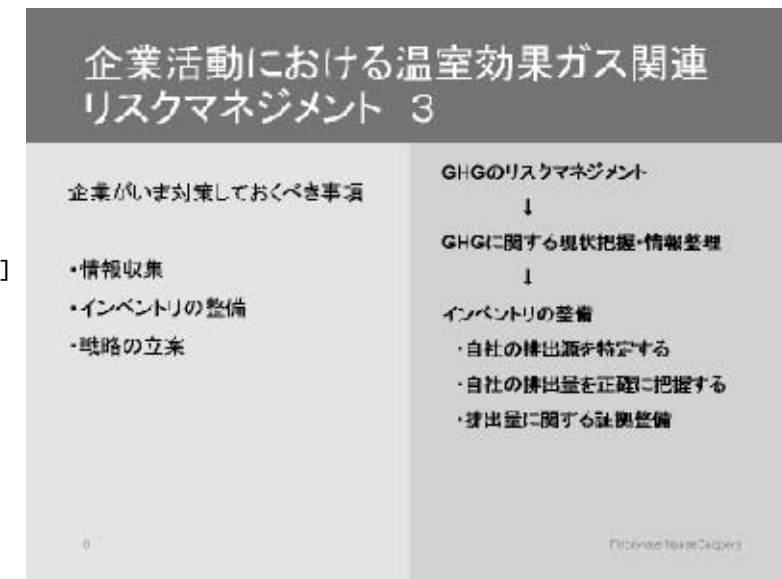 企業活動における温室効果ガス関連
リスクマネジメント 3
企業がいま対策しておくべき事項
・情報収集
・インベントリの整備
・戦略の立案
GHGのリスクマネジメント
↓
GHGに関する現状把握・情報整理
↓
インベントリの整備
・自社の排出源を特定する
・自社の排出量を正確に把握する
・排出量に関する証拠整備
]
PricewaterhouseCoopers